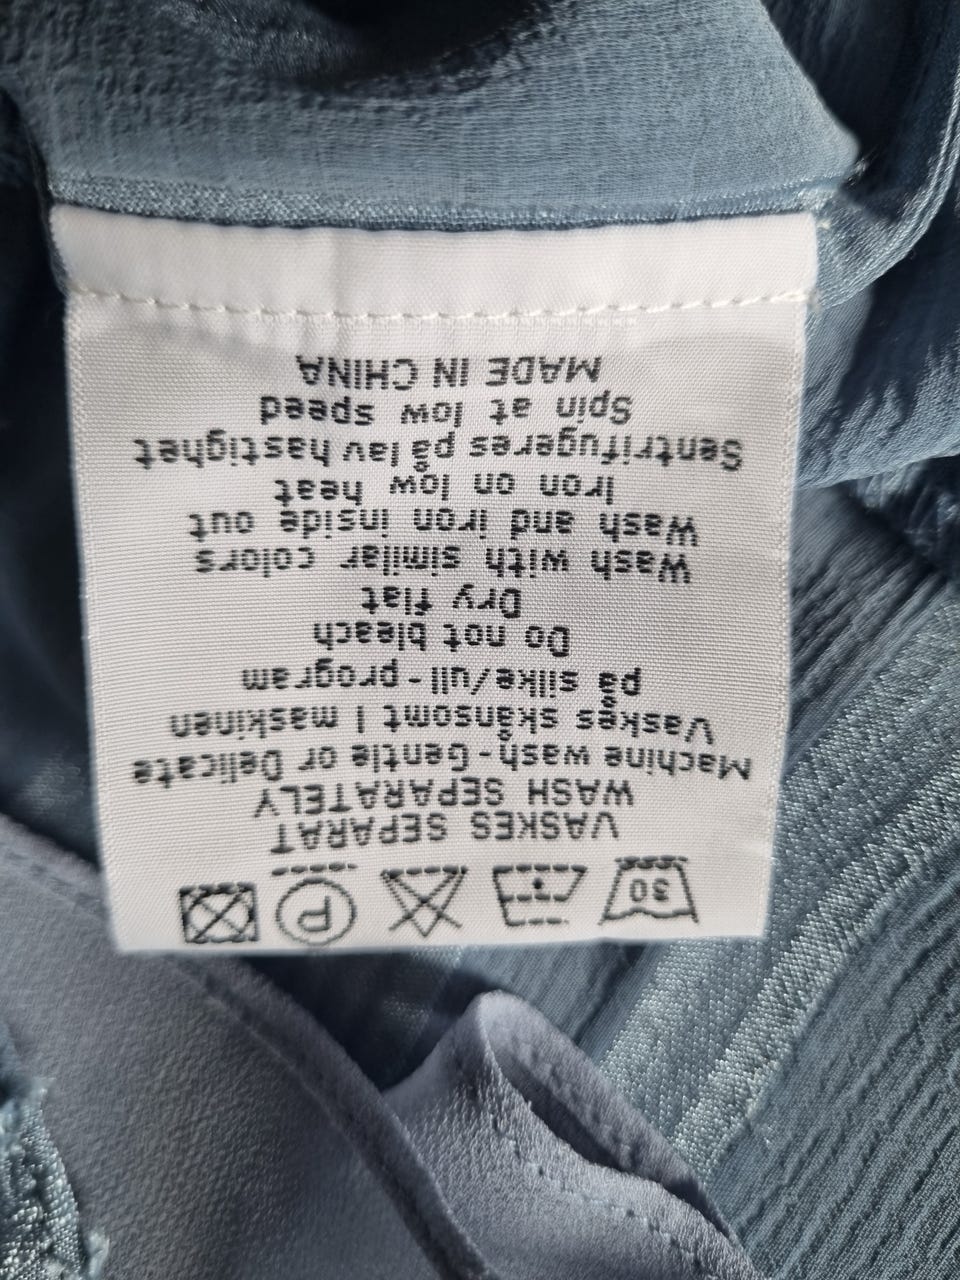 30 P
VASKES SEPARAT
WASH SEPARATELY
Machine wash-Gentle or Delicate
Vaskes skånsomt I maskinen
på silke/ull-program
Do not bleach
Dry flat
Wash with similar colors
Wash and iron inside out
Iron on low heat
Sentrifugeres på lav hastighet
Spin at low speed
MADE IN CHINA